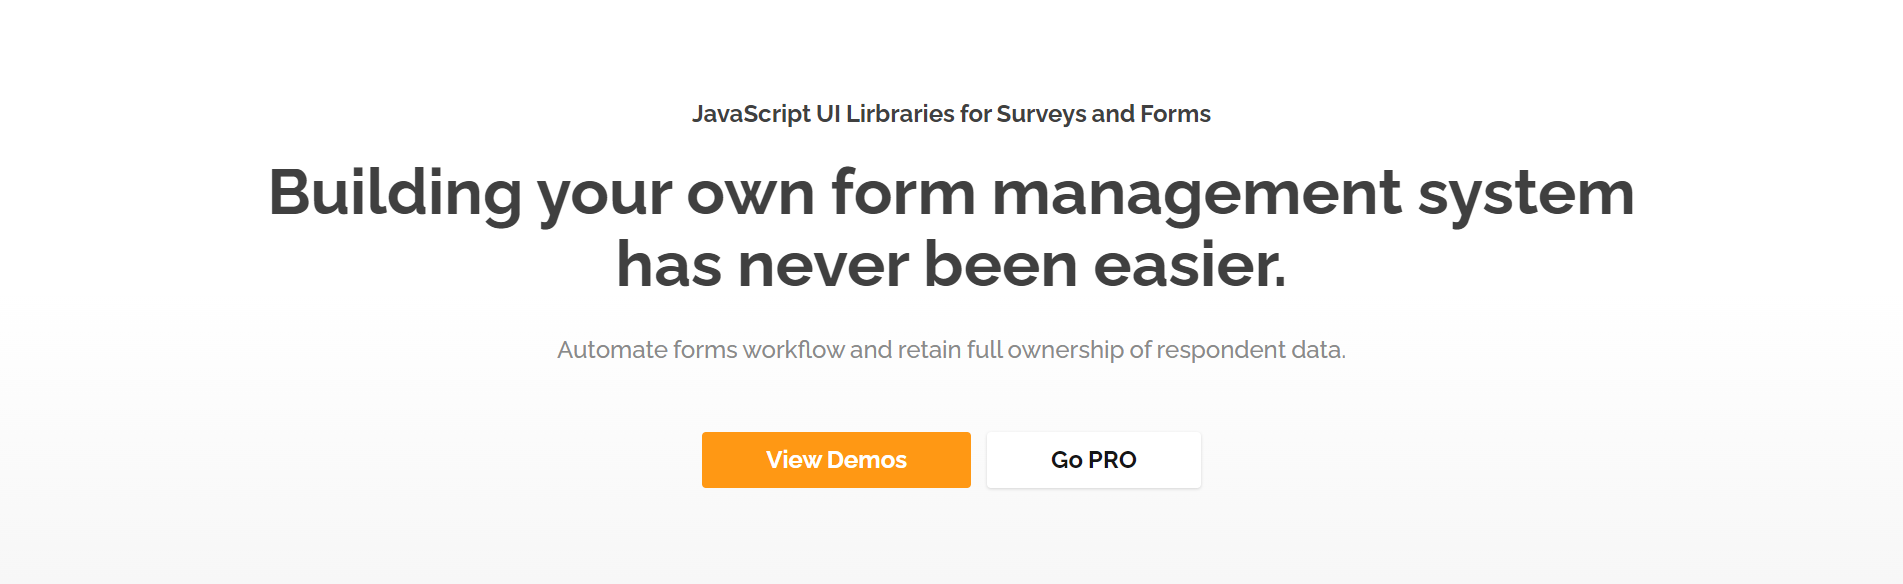 JavaScript UI Lirbraries for Surveys and Forms
Building your own form management system
has never been easier.
Automate forms workflow and retain full ownership of respondent data.
View Demos
Go PRO